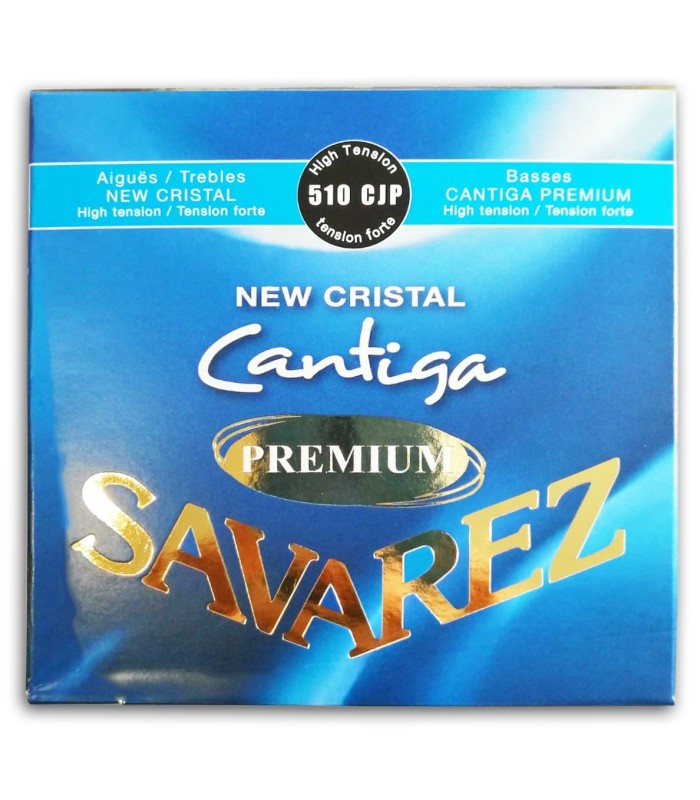 Aiguës / Trebles
NEW CRISTAL
High tension / Tension forte
High Tension
510 CJP
tension forte
Basses
CANTIGA PREMIUM
High tension / Tension forte
NEW CRISTAL
Cantiga
PREMIUM
SAVAREZ